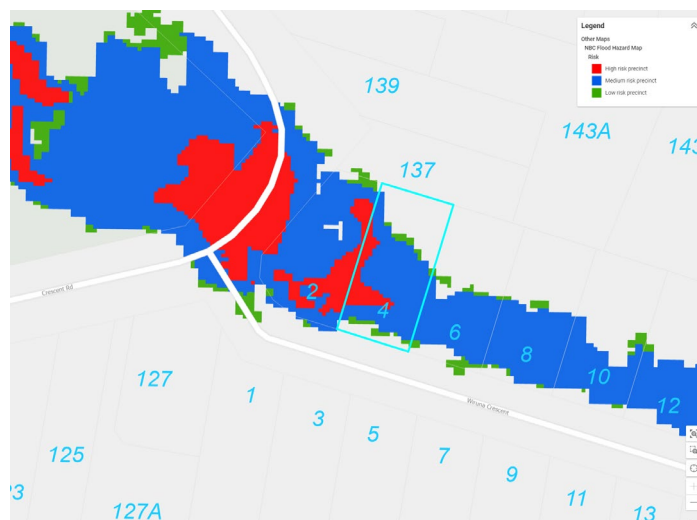 Legend
Other Maps
NBC Flood Hazard Map
Risk
High risk precinct
Medium risk precinct
Low risk precinct
139
143A
143
137
Crescent Rd
2
4
6
8
10
12
Wiruna Crescent
127
1
3
5
7
9
11
13
125
23
127A